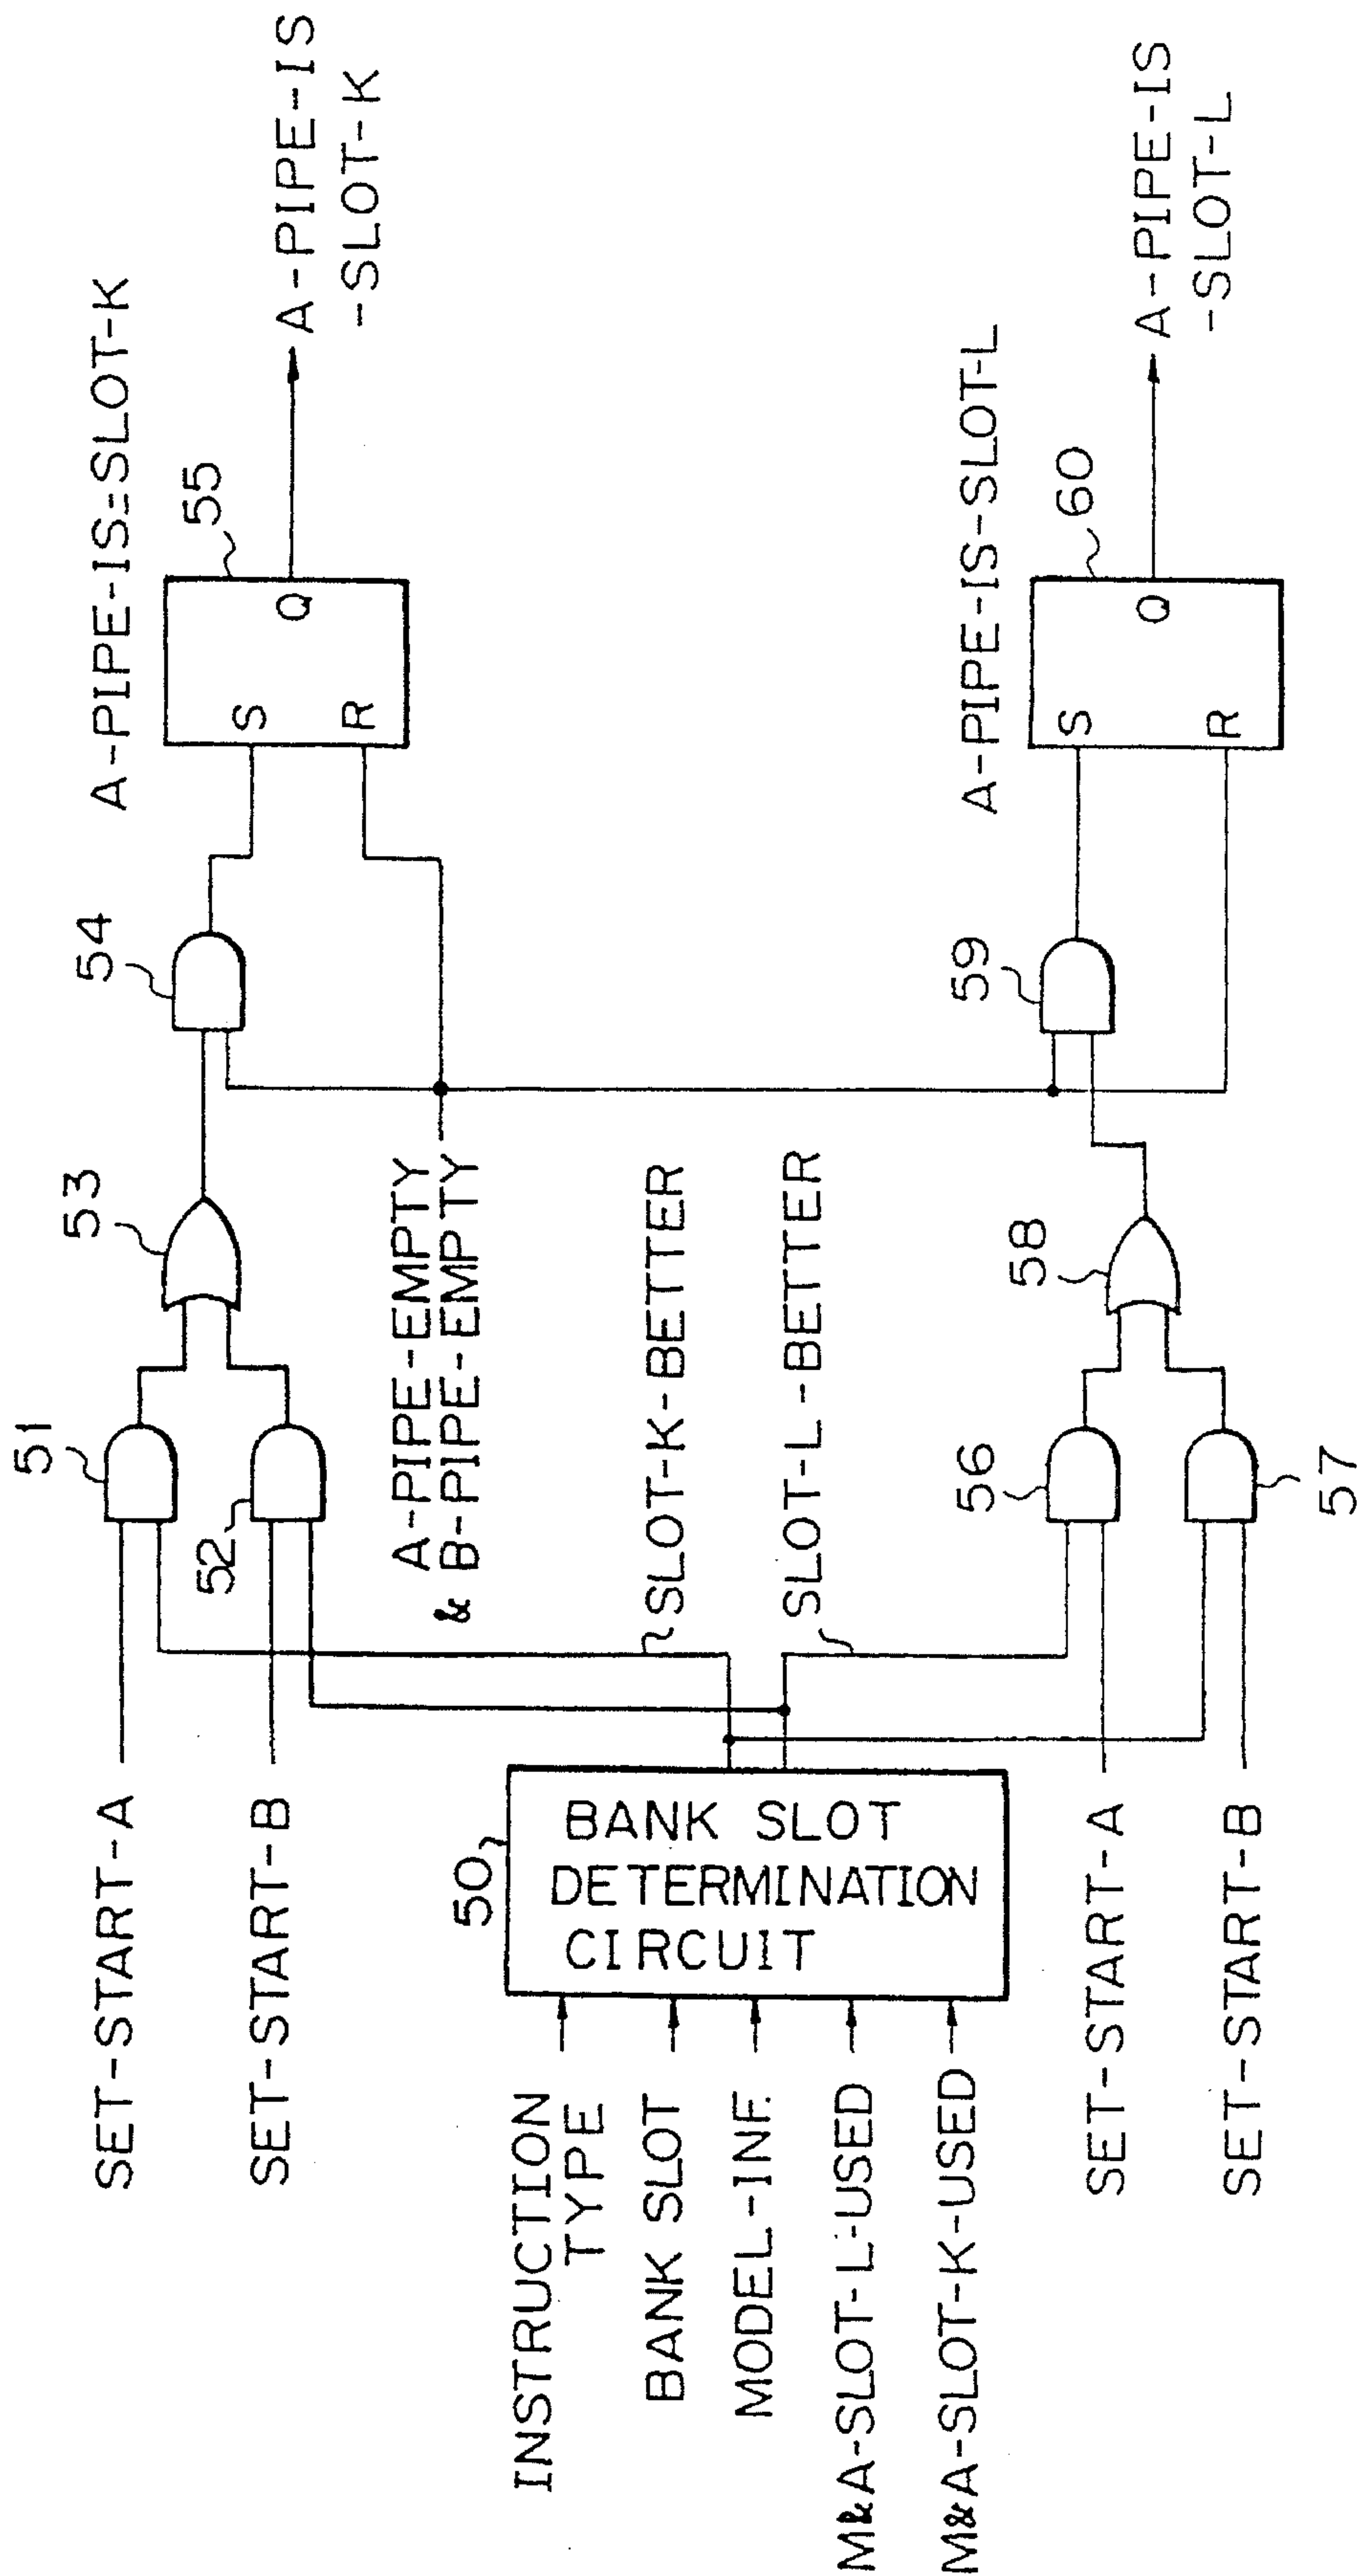 SET-START-A
SET-START-B
51
52
53
54
A-PIPE-IS=SLOT-K
55
S
R
Q
A-PIPE-IS
-SLOT-K
A-PIPE-EMPTY
& B-PIPE-EMPTY
SLOT-K-BETTER
SLOT-L-BETTER
INSTRUCTION
TYPE
BANK SLOT
MODEL-INF.
M&A-SLOT-L-USED
M&A-SLOT-K-USED
50
BANK SLOT
DETERMINATION
CIRCUIT
SET-START-A
SET-START-B
56
57
58
59
A-PIPE-IS-SLOT-L
60
S
R
Q
A-PIPE-IS
-SLOT-L